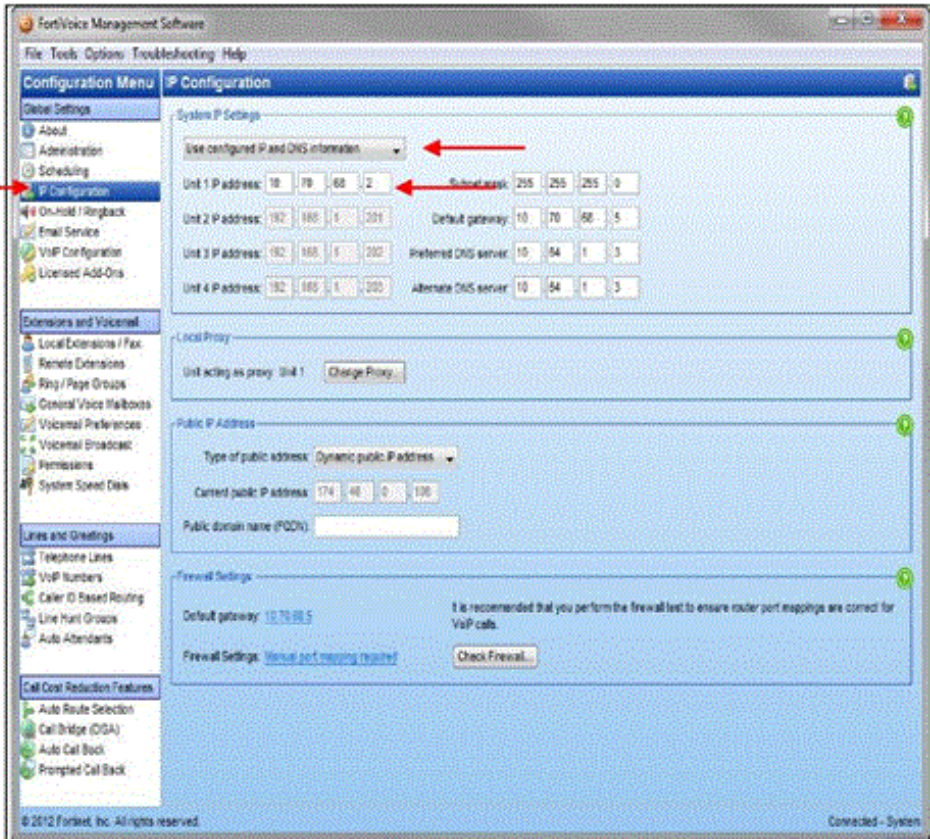 FortiVoice Management Software
File Tools Options Troubleshooting Help
Configuration Menu
IP Configuration
Global Settings
About
Administration
Scheduling
IP Configuration
On-Hold / Ringback
Email Service
VoIP Configuration
Licensed Add-Ons
Extensions and Voicemail
Local Extensions / Fax
Remote Extensions
Ring / Page Groups
General Voice Mailboxes
Voicemail Preferences
Voicemail Broadcast
Permissions
System Speed Dials
Lines and Greetings
Telephone Lines
VoIP Numbers
Caller ID Based Routing
Line Hunt Groups
Auto Attendants
Call Cost Reduction Features
Auto Route Selection
Call Bridge (DISA)
Auto Call Back
Prompted Call Back
System IP Settings
Use configured IP and DNS information
Unit 1 IP address: 10 . 70 . 68 . 2 Subnet mask: 255 . 255 . 255 . 0
Unit 2 IP address: 192 . 168 . 1 . 201 Default gateway: 10 . 70 . 68 . 5
Unit 3 IP address: 192 . 168 . 1 . 202 Preferred DNS server: 10 . 64 . 1 . 3
Unit 4 IP address: 192 . 168 . 1 . 203 Alternate DNS server: 10 . 64 . 1 . 3
Local Proxy
Unit acting as proxy: Unit 1 Change Proxy...
Public IP Address
Type of public address: Dynamic public IP address
Current public IP address: 174 . . 0 .
Public domain name (FQDN):
Firewall Settings
Default gateway: 10.70.68.5
It is recommended that you perform the firewall test to ensure router port mappings are correct for
VoIP calls.
Firewall Settings: Manual port mapping required Check Firewall...
© 2012 Fortinet, Inc. All rights reserved.
Connected - System